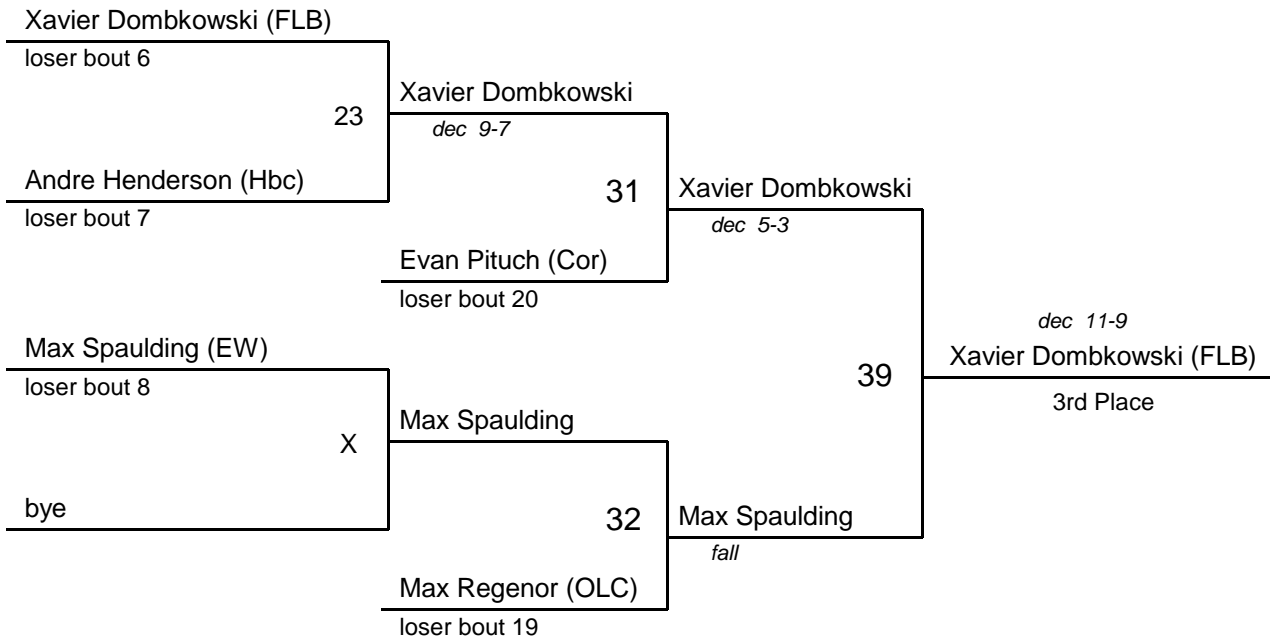 Xavier Dombkowski (FLB)
loser bout 6
Xavier Dombkowski
23
dec 9-7
Andre Henderson (Hbc)
31
Xavier Dombkowski
loser bout 7
dec 5-3
Evan Pituch (Cor)
loser bout 20
dec 11-9
Max Spaulding (EW)
Xavier Dombkowski (FLB)
loser bout 8
39
3rd Place
Max Spaulding
X
bye
32
Max Spaulding
fall
Max Regenor (OLC)
loser bout 19